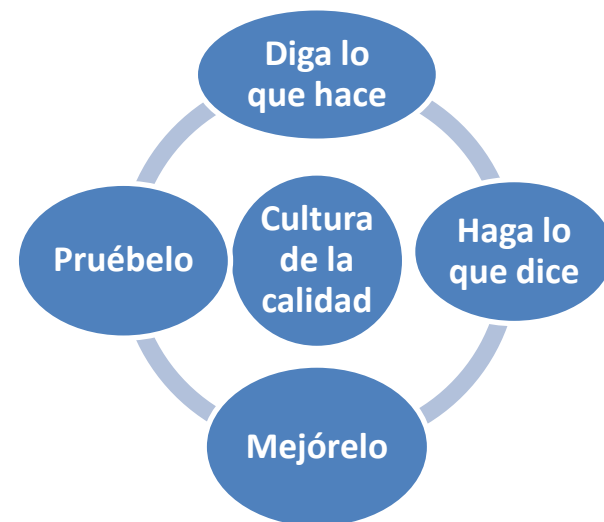 Diga lo
que hace
Cultura
de la
calidad
Haga lo
que dice
Pruébelo
Mejórelo